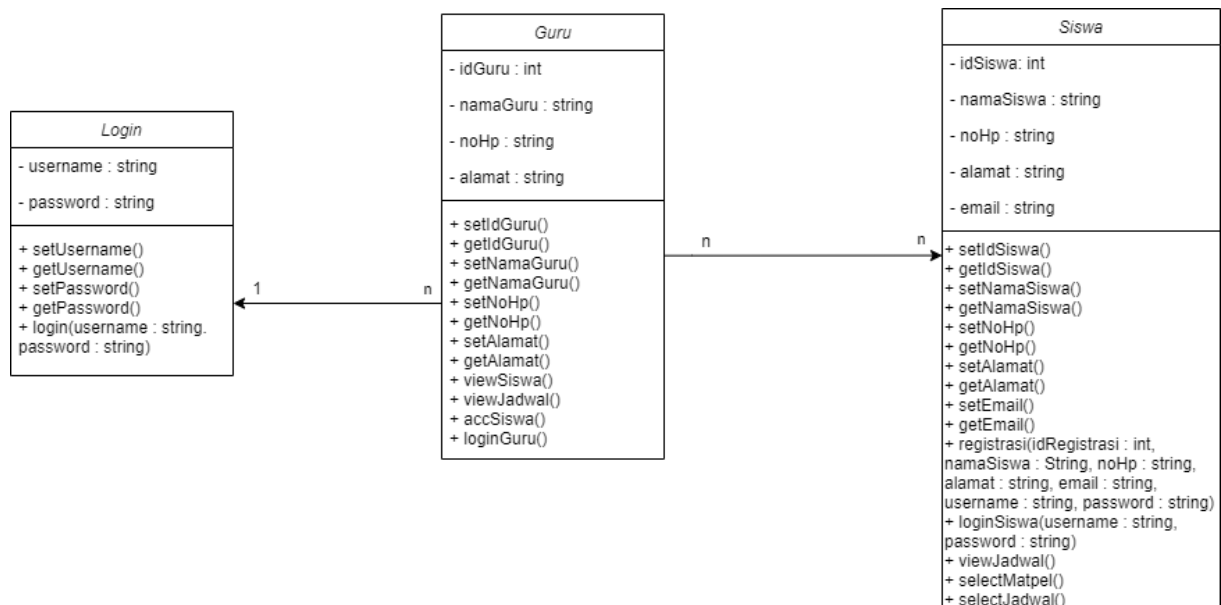 Login
- username : string
- password : string
+ setUsername()
+ getUsername()
+ setPassword()
+ getPassword()
+ login(username : string.
password : string)
1
n
Guru
- idGuru : int
- namaGuru : string
- noHp : string
- alamat : string
+ setIdGuru()
+ getIdGuru()
+ setNamaGuru()
+ getNamaGuru()
+ setNoHp()
+ getNoHp()
+ setAlamat()
+ getAlamat()
+ viewSiswa()
+ viewJadwal()
+ accSiswa()
+ loginGuru()
n
n
Siswa
- idSiswa: int
- namaSiswa : string
- noHp : string
- alamat : string
- email : string
+ setIdSiswa()
+ getIdSiswa()
+ setNamaSiswa()
+ getNamaSiswa()
+ setNoHp()
+ getNoHp()
+ setAlamat()
+ getAlamat()
+ setEmail()
+ getEmail()
+ registrasi(idRegistrasi : int,
namaSiswa : String, noHp : string,
alamat : string, email : string,
username : string, password : string)
+ loginSiswa(username : string,
password : string)
+ viewJadwal()
+ selectMatpel()
+ selectJadwal()